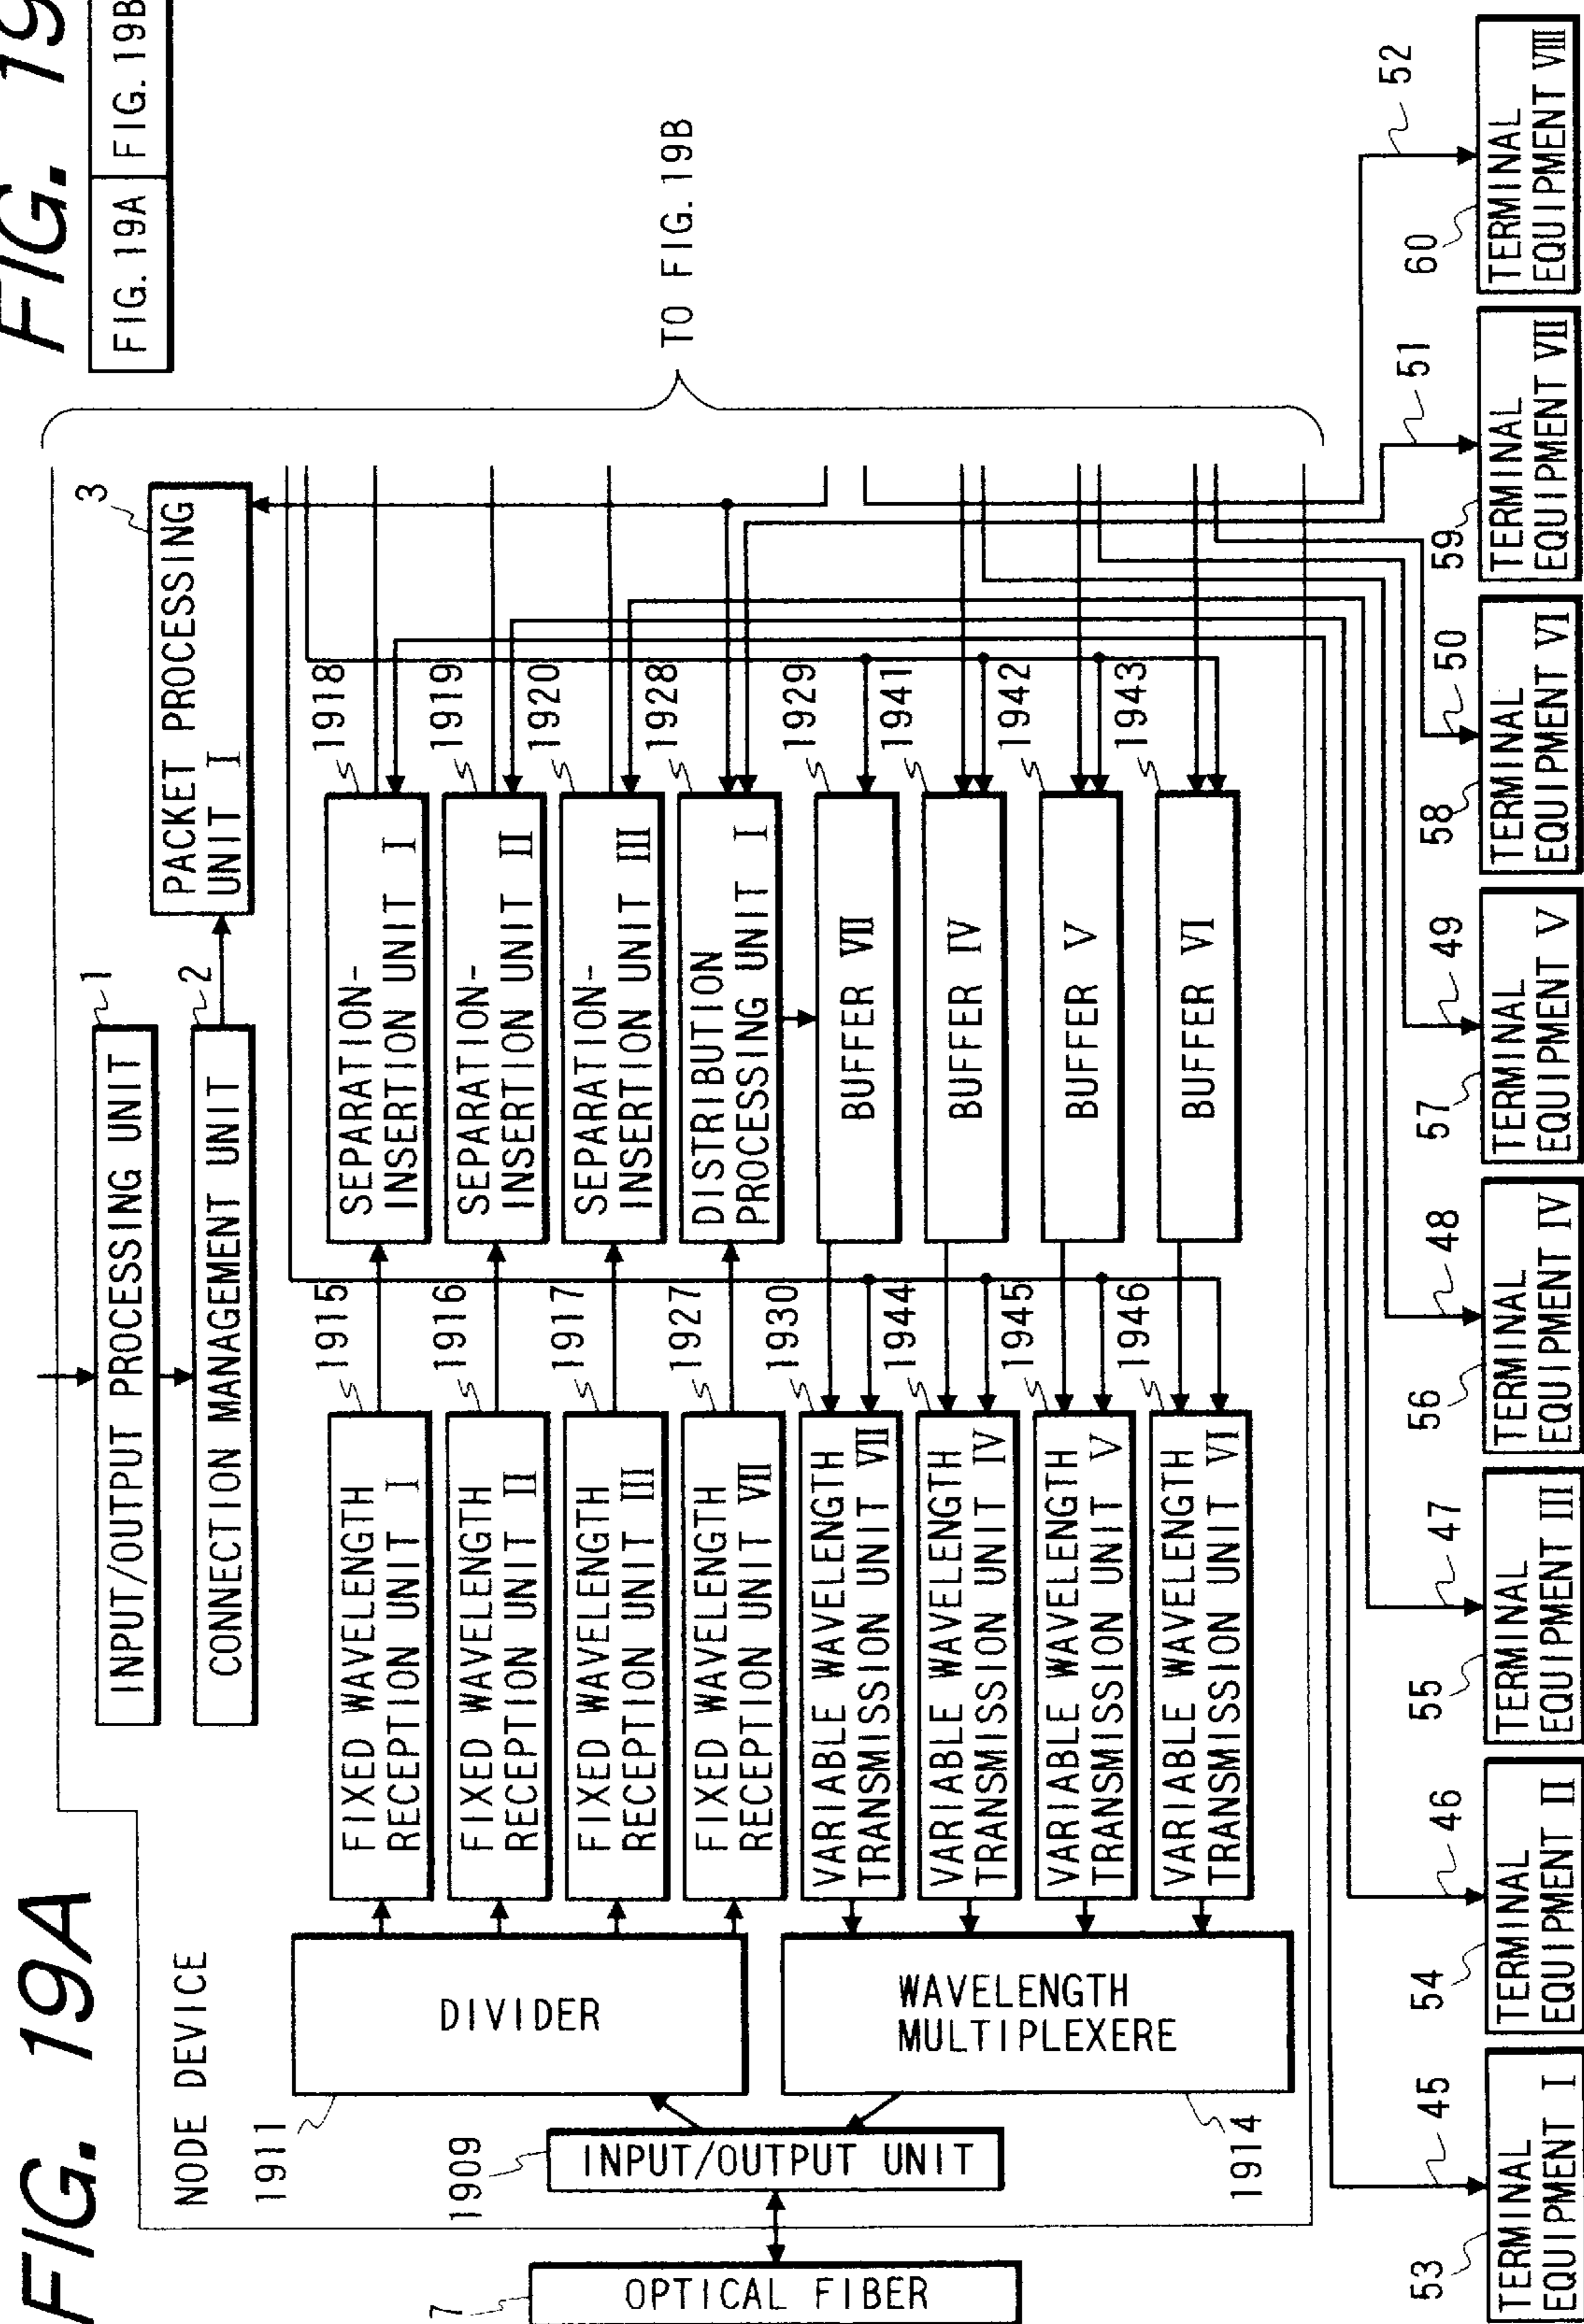 FIG. 19A
FIG. 19
FIG. 19A
FIG. 19B
NODE DEVICE
1
INPUT/OUTPUT PROCESSING UNIT
2
CONNECTION MANAGEMENT UNIT
3
PACKET PROCESSING
UNIT I
7
OPTICAL FIBER
1909
INPUT/OUTPUT UNIT
1911
DIVIDER
1914
WAVELENGTH
MULTIPLEXERE
1915
FIXED WAVELENGTH
RECEPTION UNIT I
1916
FIXED WAVELENGTH
RECEPTION UNIT II
1917
FIXED WAVELENGTH
RECEPTION UNIT III
1927
FIXED WAVELENGTH
RECEPTION UNIT VII
1930
VARIABLE WAVELENGTH
TRANSMISSION UNIT VII
1944
VARIABLE WAVELENGTH
TRANSMISSION UNIT IV
1945
VARIABLE WAVELENGTH
TRANSMISSION UNIT V
1946
VARIABLE WAVELENGTH
TRANSMISSION UNIT VI
1918
SEPARATION-
INSERTION UNIT I
1919
SEPARATION-
INSERTION UNIT II
1920
SEPARATION-
INSERTION UNIT III
1928
DISTRIBUTION
PROCESSING UNIT I
1929
BUFFER VII
1941
BUFFER IV
1942
BUFFER V
1943
BUFFER VI
TO FIG. 19B
45
46
47
48
49
50
51
52
53
TERMINAL
EQUIPMENT I
54
TERMINAL
EQUIPMENT II
55
TERMINAL
EQUIPMENT III
56
TERMINAL
EQUIPMENT IV
57
TERMINAL
EQUIPMENT V
58
TERMINAL
EQUIPMENT VI
59
TERMINAL
EQUIPMENT VII
60
TERMINAL
EQUIPMENT VIII